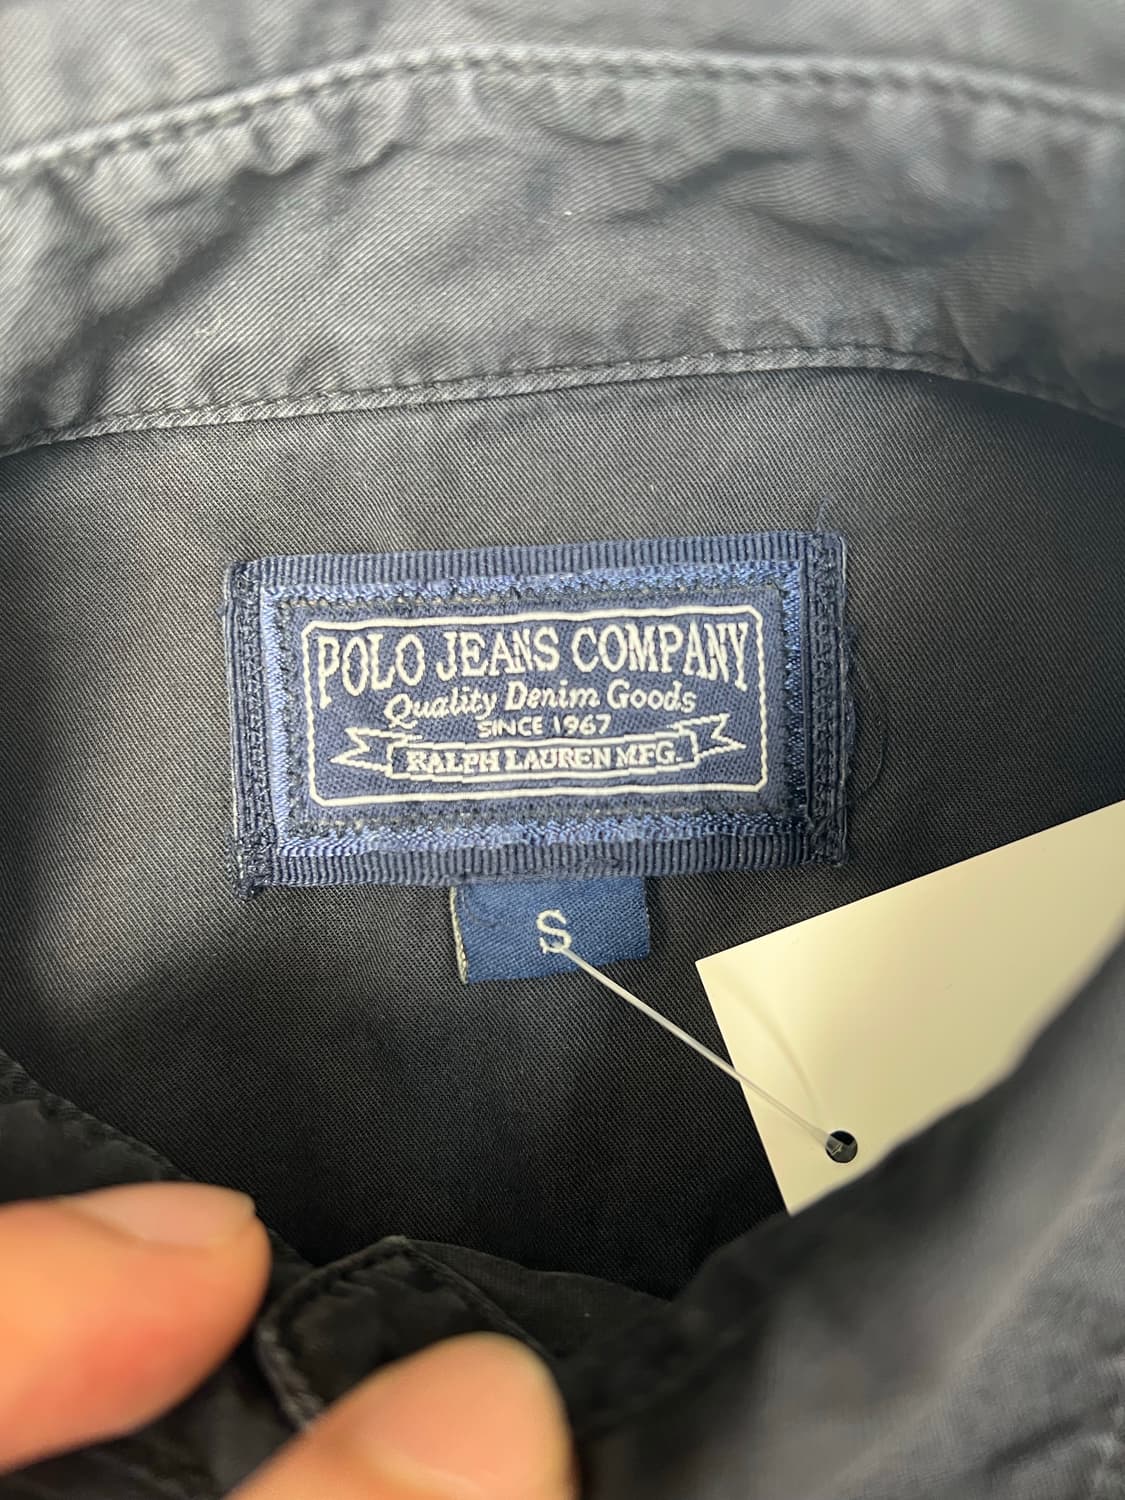 POLO JEANS COMPANY
Quality Denim Goods
SINCE 1967
RALPH LAUREN MFG.
S